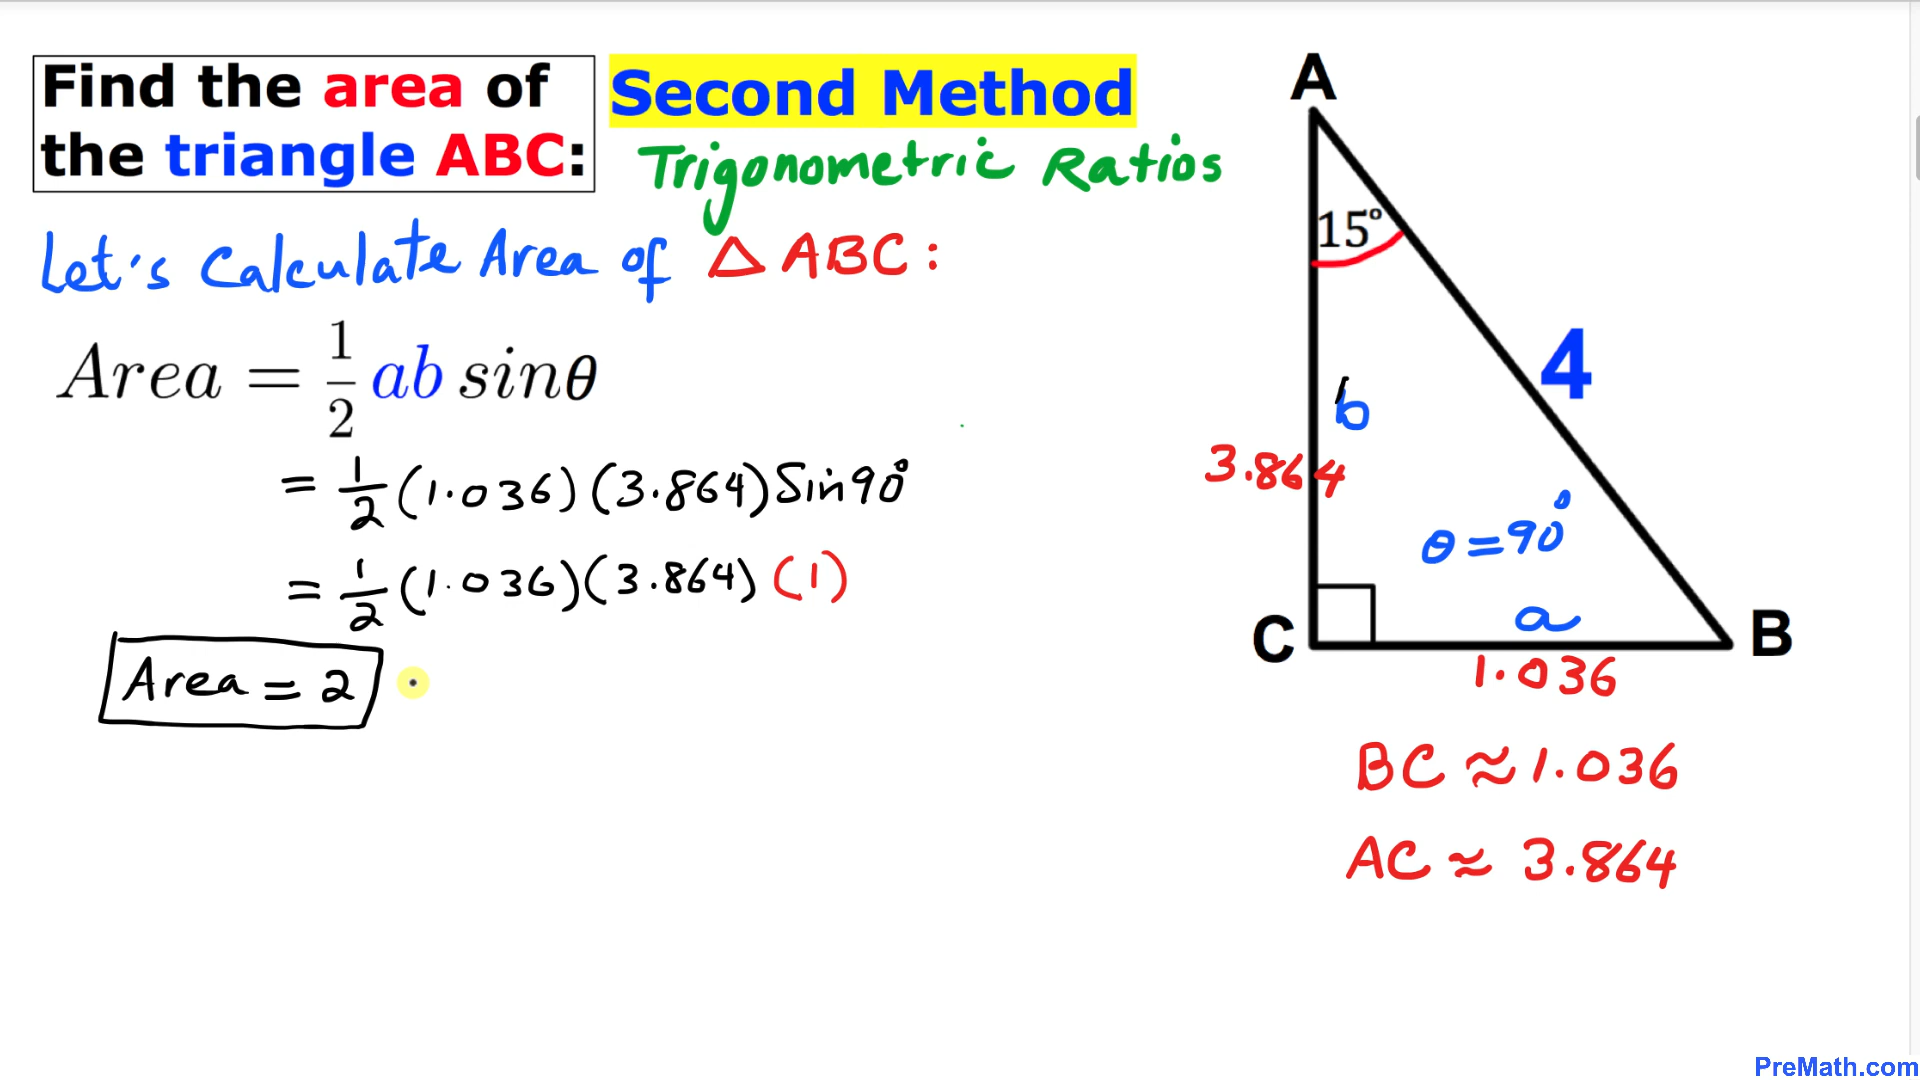 Find the area of
the triangle ABC:
Second Method
Trigonometric Ratios
Let's Calculate Area of △ ABC:
Area = 1/2 ab sinθ
= 1/2 (1.036)(3.864) Sin90°
= 1/2 (1.036)(3.864) (1)
Area = 2
A
15°
4
b
3.864
θ = 90°
C
a
B
1.036
BC ≈ 1.036
AC ≈ 3.864
PreMath.com